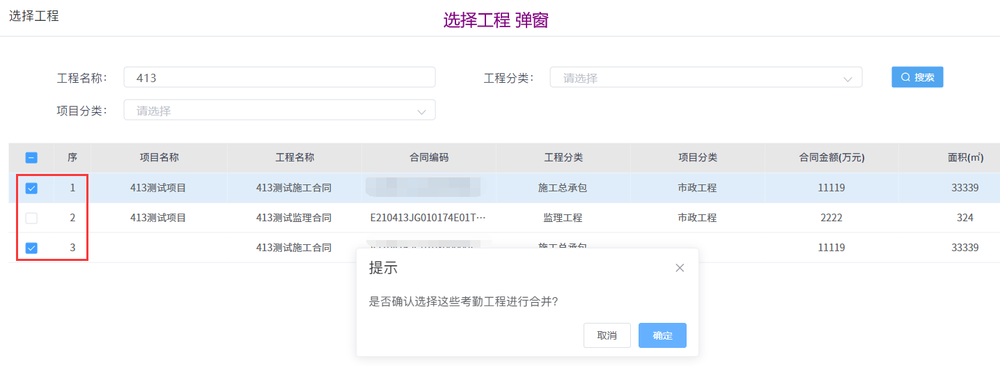 选择工程
选择工程 弹窗
工程名称： 413 工程分类： 请选择 搜索
项目分类： 请选择
序 项目名称 工程名称 合同编码 工程分类 项目分类 合同金额(万元) 面积(㎡)
1 413测试项目 413测试施工合同 施工总承包 市政工程 11119 33339
2 413测试项目 413测试监理合同 E210413JG010174E01T··· 监理工程 市政工程 2222 324
3 413测试施工合同 施工总承包 11119 33339
提示
是否确认选择这些考勤工程进行合并?
取消 确定